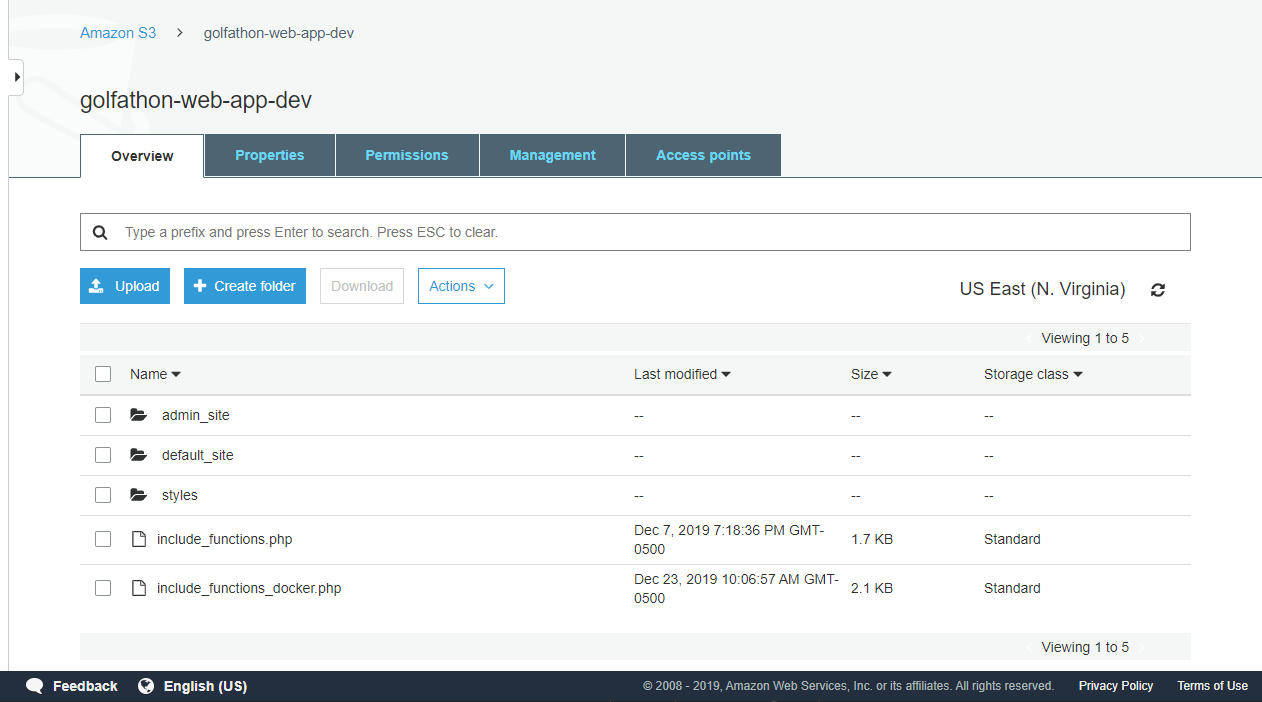 Amazon S3 > golfathon-web-app-dev
golfathon-web-app-dev
Overview Properties Permissions Management Access points
Type a prefix and press Enter to search. Press ESC to clear.
Upload Create folder Download Actions US East (N. Virginia)
Viewing 1 to 5
Name Last modified Size Storage class
admin_site -- -- --
default_site -- -- --
styles -- -- --
include_functions.php Dec 7, 2019 7:18:36 PM GMT- 1.7 KB Standard
0500
include_functions_docker.php Dec 23, 2019 10:06:57 AM GMT- 2.1 KB Standard
0500
Viewing 1 to 5
Feedback English (US) © 2008 - 2019, Amazon Web Services, Inc. or its affiliates. All rights reserved. Privacy Policy Terms of Use